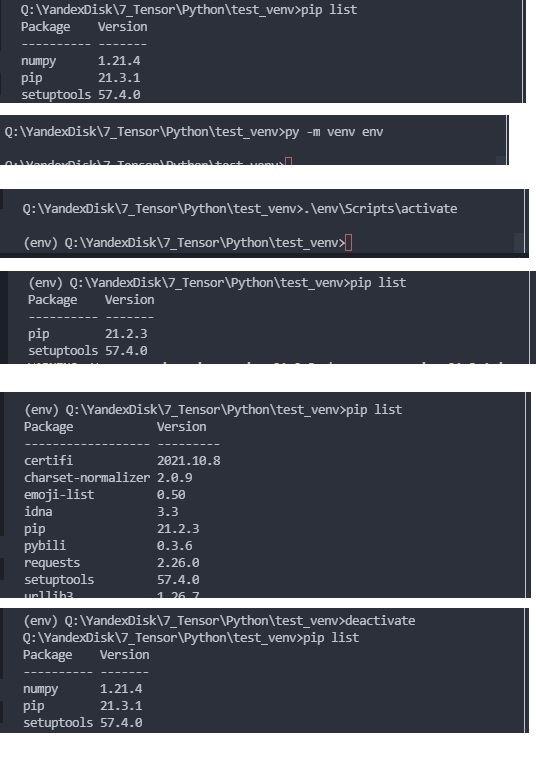 Q:\YandexDisk\7_Tensor\Python\test_venv>pip list
Package Version
---------- -------
numpy 1.21.4
pip 21.3.1
setuptools 57.4.0
Q:\YandexDisk\7_Tensor\Python\test_venv>py -m venv env
Q:\YandexDisk\7_Tensor\Python\test_venv>
Q:\YandexDisk\7_Tensor\Python\test_venv>.\env\Scripts\activate
(env) Q:\YandexDisk\7_Tensor\Python\test_venv>
(env) Q:\YandexDisk\7_Tensor\Python\test_venv>pip list
Package Version
---------- -------
pip 21.2.3
setuptools 57.4.0
(env) Q:\YandexDisk\7_Tensor\Python\test_venv>pip list
Package Version
------------------ ---------
certifi 2021.10.8
charset-normalizer 2.0.9
emoji-list 0.50
idna 3.3
pip 21.2.3
pybili 0.3.6
requests 2.26.0
setuptools 57.4.0
urllib3 1.26.7
(env) Q:\YandexDisk\7_Tensor\Python\test_venv>deactivate
Q:\YandexDisk\7_Tensor\Python\test_venv>pip list
Package Version
---------- -------
numpy 1.21.4
pip 21.3.1
setuptools 57.4.0